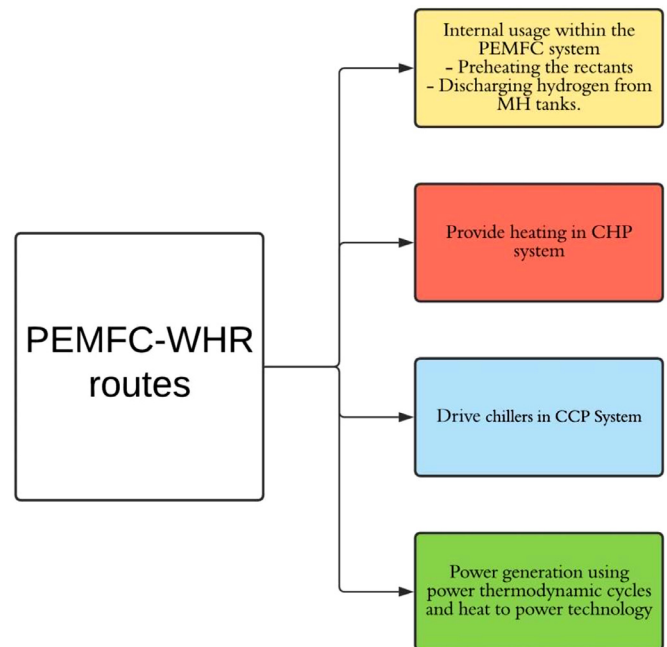 Internal usage within the
PEMFC system
- Preheating the rectants
- Discharging hydrogen from
MH tanks.
Provide heating in CHP
system
PEMFC-WHR
routes
Drive chillers in CCP System
Power generation using
power thermodynamic cycles
and heat to power technology